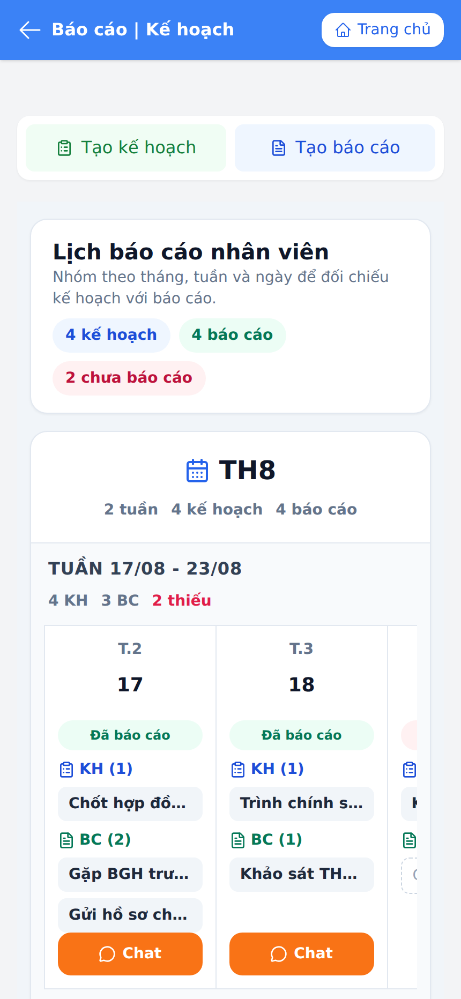 Báo cáo | Kế hoạch
Trang chủ
Tạo kế hoạch
Tạo báo cáo
Lịch báo cáo nhân viên
Nhóm theo tháng, tuần và ngày để đối chiếu
kế hoạch với báo cáo.
4 kế hoạch
4 báo cáo
2 chưa báo cáo
TH8
2 tuần 4 kế hoạch 4 báo cáo
TUẦN 17/08 - 23/08
4 KH 3 BC 2 thiếu
T.2
17
Đã báo cáo
KH (1)
Chốt hợp đồ...
BC (2)
Gặp BGH trư...
Gửi hồ sơ ch...
Chat
T.3
18
Đã báo cáo
KH (1)
Trình chính s...
BC (1)
Khảo sát TH...
Chat